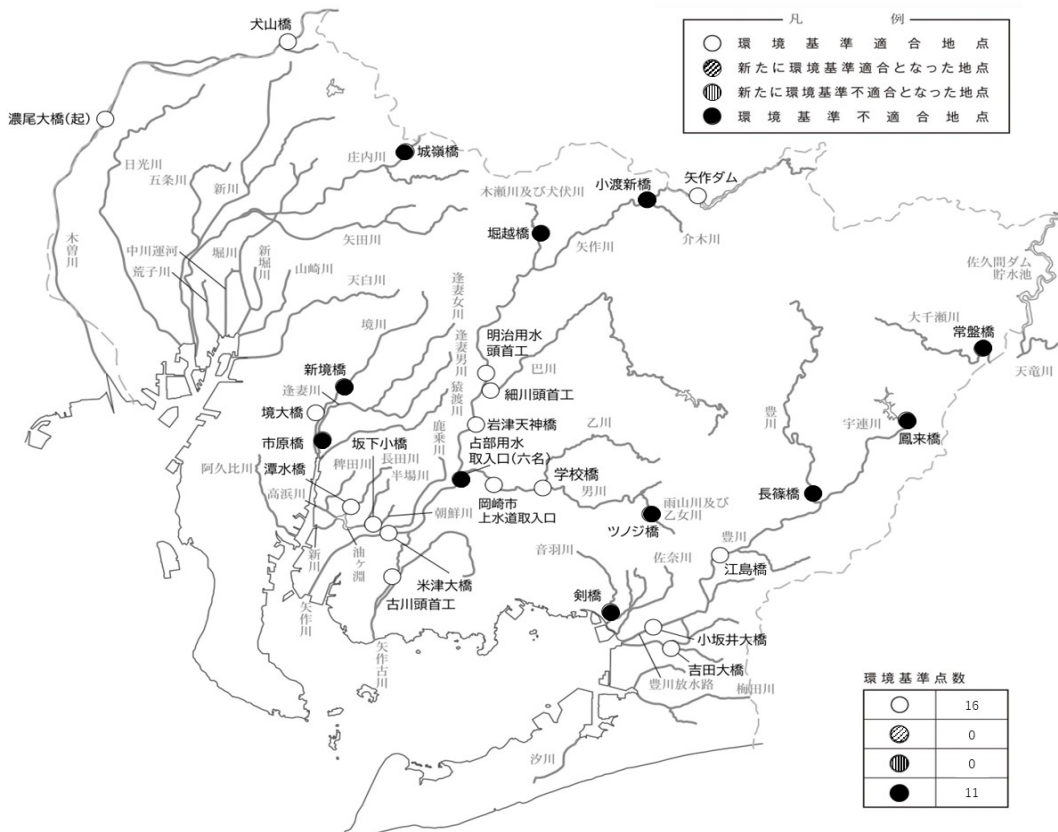 犬山橋
凡例
環境基準適合地点
新たに環境基準適合となった地点
新たに環境基準不適合となった地点
環境基準不適合地点
濃尾大橋(起)
日光川
五条川
新川
庄内川
城嶺橋
木瀬川及び犬伏川
小渡新橋
矢作ダム
堀越橋
矢作川
介木川
木曽川
中川運河
荒子川
堀川
新堀川
矢田川
山崎川
天白川
境川
逢妻女川
逢妻男川
猿渡川
佐久間ダム
貯水池
大千瀬川
常盤橋
天竜川
明治用水
頭首工
巴川
細川頭首工
新境橋
逢妻川
境大橋
市原橋
岩津天神橋
豊川
宇連川
鳳来橋
鹿乗川
占部用水
取入口(六名)
乙川
坂下小橋
長田川
稗田川
半場川
潭水橋
阿久比川
高浜川
朝鮮川
学校橋
男川
岡崎市
上水道取入口
雨山川及び
乙女川
ツノジ橋
長篠橋
新川
油ヶ淵
米津大橋
古川頭首工
矢作川
矢作古川
音羽川
佐奈川
豊川
江島橋
剣橋
小坂井大橋
吉田大橋
豊川放水路
梅田川
汐川
環境基準点数
16
0
0
11